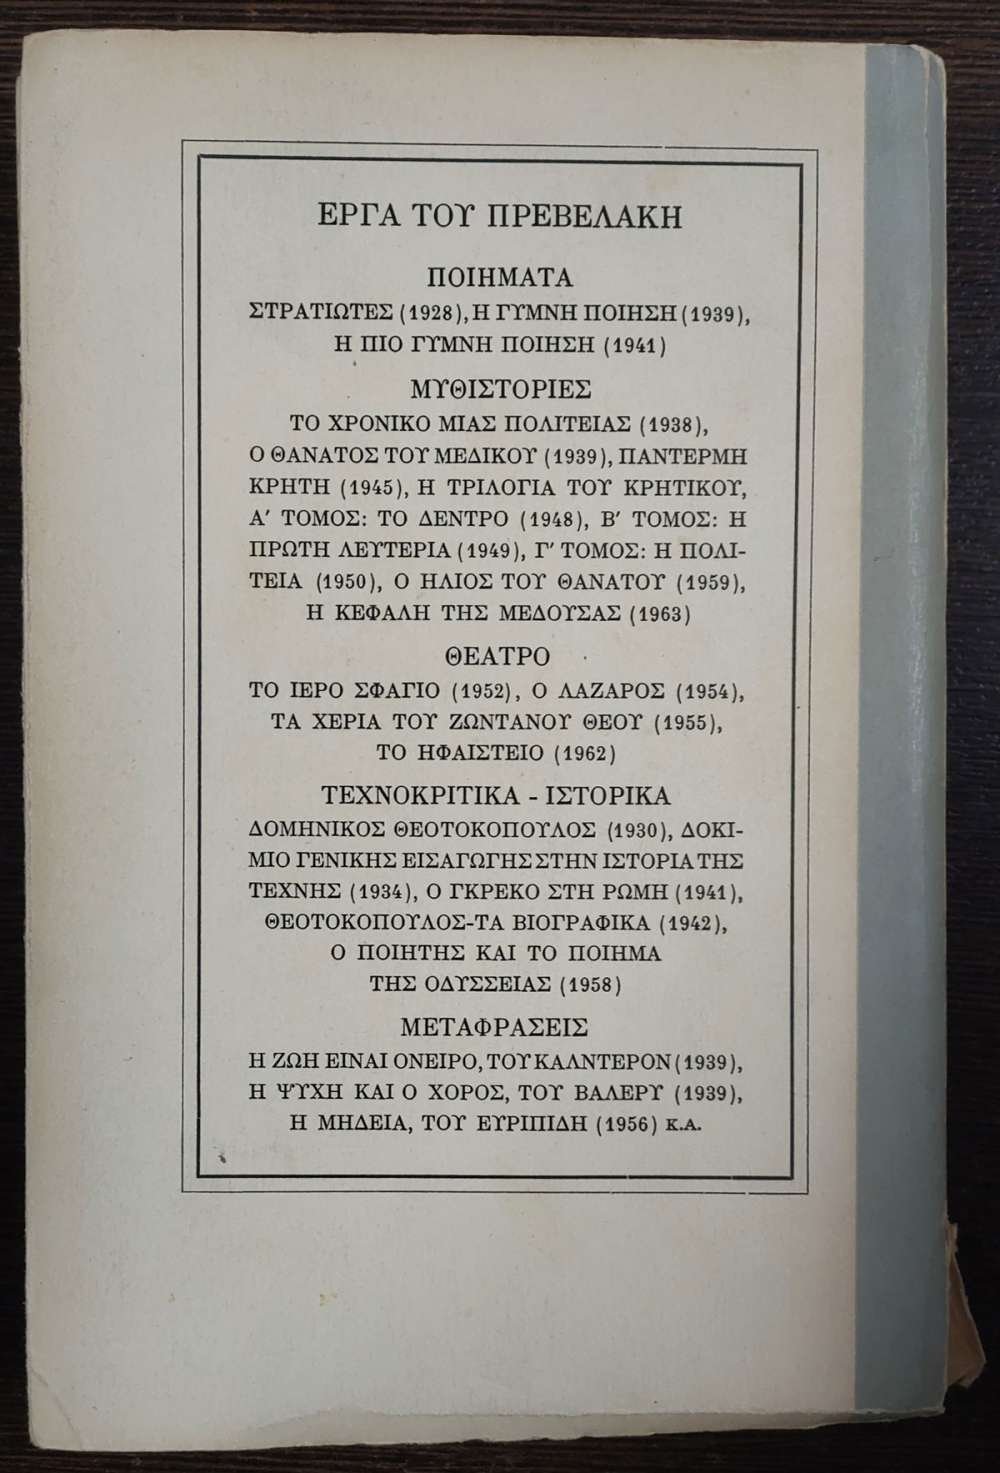 ΕΡΓΑ ΤΟΥ ΠΡΕΒΕΛΑΚΗ
ΠΟΙΗΜΑΤΑ
ΣΤΡΑΤΙΩΤΕΣ (1928), Η ΓΥΜΝΗ ΠΟΙΗΣΗ (1939),
Η ΠΙΟ ΓΥΜΝΗ ΠΟΙΗΣΗ (1941)
ΜΥΘΙΣΤΟΡΙΕΣ
ΤΟ ΧΡΟΝΙΚΟ ΜΙΑΣ ΠΟΛΙΤΕΙΑΣ (1938),
Ο ΘΑΝΑΤΟΣ ΤΟΥ ΜΕΔΙΚΟΥ (1939), ΠΑΝΤΕΡΜΗ
ΚΡΗΤΗ (1945), Η ΤΡΙΛΟΓΙΑ ΤΟΥ ΚΡΗΤΙΚΟΥ,
Α' ΤΟΜΟΣ: ΤΟ ΔΕΝΤΡΟ (1948), Β' ΤΟΜΟΣ: Η
ΠΡΩΤΗ ΛΕΥΤΕΡΙΑ (1949), Γ' ΤΟΜΟΣ: Η ΠΟΛΙ-
ΤΕΙΑ (1950), Ο ΗΛΙΟΣ ΤΟΥ ΘΑΝΑΤΟΥ (1959),
Η ΚΕΦΑΛΗ ΤΗΣ ΜΕΔΟΥΣΑΣ (1963)
ΘΕΑΤΡΟ
ΤΟ ΙΕΡΟ ΣΦΑΓΙΟ (1952), Ο ΛΑΖΑΡΟΣ (1954),
ΤΑ ΧΕΡΙΑ ΤΟΥ ΖΩΝΤΑΝΟΥ ΘΕΟΥ (1955),
ΤΟ ΗΦΑΙΣΤΕΙΟ (1962)
ΤΕΧΝΟΚΡΙΤΙΚΑ - ΙΣΤΟΡΙΚΑ
ΔΟΜΗΝΙΚΟΣ ΘΕΟΤΟΚΟΠΟΥΛΟΣ (1930), ΔΟΚΙ-
ΜΙΟ ΓΕΝΙΚΗΣ ΕΙΣΑΓΩΓΗΣ ΣΤΗΝ ΙΣΤΟΡΙΑ ΤΗΣ
ΤΕΧΝΗΣ (1934), Ο ΓΚΡΕΚΟ ΣΤΗ ΡΩΜΗ (1941),
ΘΕΟΤΟΚΟΠΟΥΛΟΣ-ΤΑ ΒΙΟΓΡΑΦΙΚΑ (1942),
Ο ΠΟΙΗΤΗΣ ΚΑΙ ΤΟ ΠΟΙΗΜΑ
ΤΗΣ ΟΔΥΣΣΕΙΑΣ (1958)
ΜΕΤΑΦΡΑΣΕΙΣ
Η ΖΩΗ ΕΙΝΑΙ ΟΝΕΙΡΟ, ΤΟΥ ΚΑΛΝΤΕΡΟΝ (1939),
Η ΨΥΧΗ ΚΑΙ Ο ΧΟΡΟΣ, ΤΟΥ ΒΑΛΕΡΥ (1939),
Η ΜΗΔΕΙΑ, ΤΟΥ ΕΥΡΙΠΙΔΗ (1956) Κ.Α.